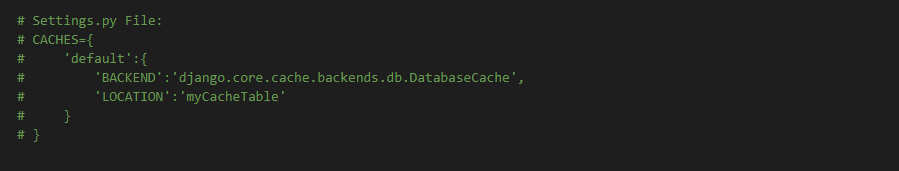 # Settings.py File:
# CACHES={
#     'default':{
#         'BACKEND':'django.core.cache.backends.db.DatabaseCache',
#         'LOCATION':'myCacheTable'
#     }
# }